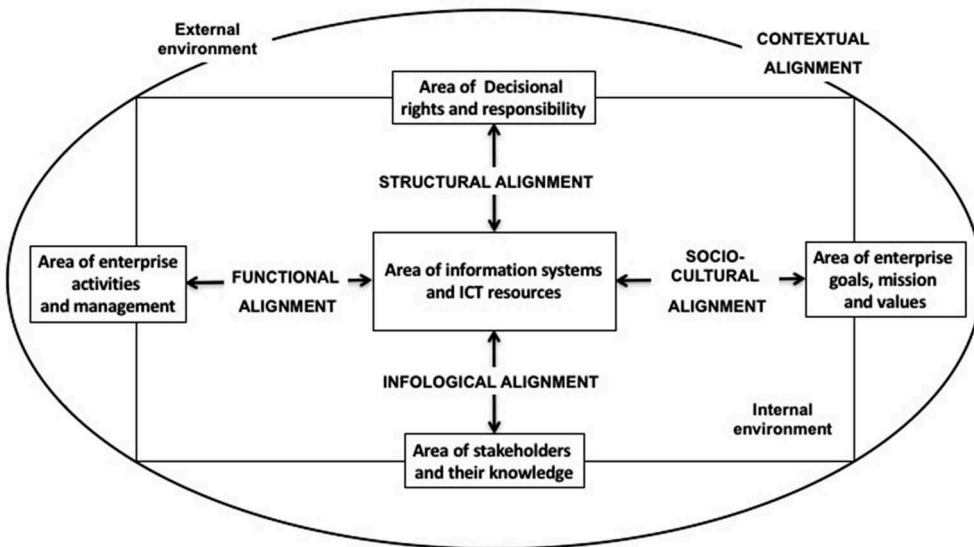 External
environment
CONTEXTUAL
ALIGNMENT
Area of Decisional
rights and responsibility
STRUCTURAL ALIGNMENT
Area of enterprise
activities
and management
FUNCTIONAL
ALIGNMENT
Area of information systems
and ICT resources
SOCIO-
CULTURAL
ALIGNMENT
Area of enterprise
goals, mission
and values
INFOLOGICAL ALIGNMENT
Internal
environment
Area of stakeholders
and their knowledge